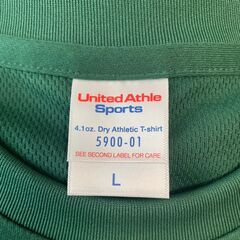 United Athle
Sports
4.1oz. Dry Athletic T-shirt
5900-01
SEE SECOND LABEL FOR CARE
L